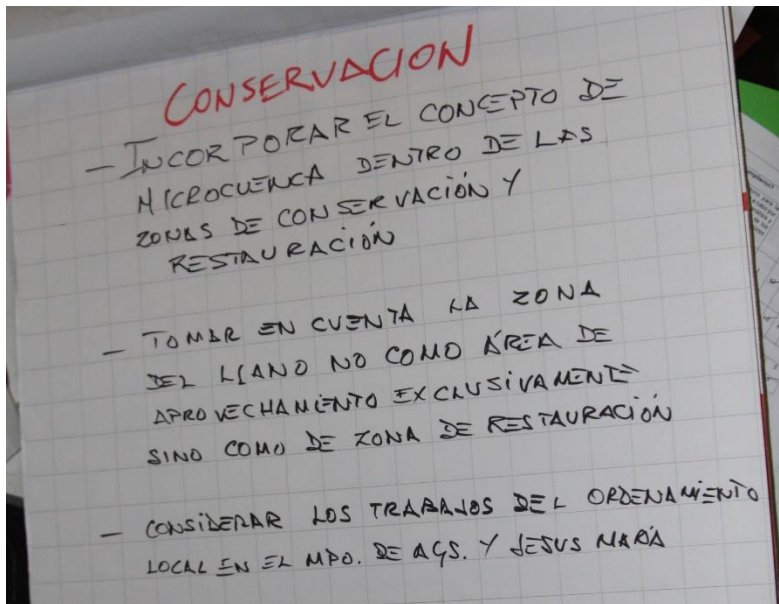 CONSERVACION
- INCORPORAR EL CONCEPTO DE
MICROCUENCA DENTRO DE LAS
ZONAS DE CONSERVACIÓN Y
RESTAURACIÓN
- TOMAR EN CUENTA LA ZONA
DEL LLANO NO COMO ÁREA DE
APROVECHAMIENTO EXCLUSIVAMENTE
SINO COMO DE ZONA DE RESTAURACIÓN
- CONSIDERAR LOS TRABAJOS DEL ORDENAMIENTO
LOCAL EN EL MPO. DE AGS. Y JESUS MARÍA